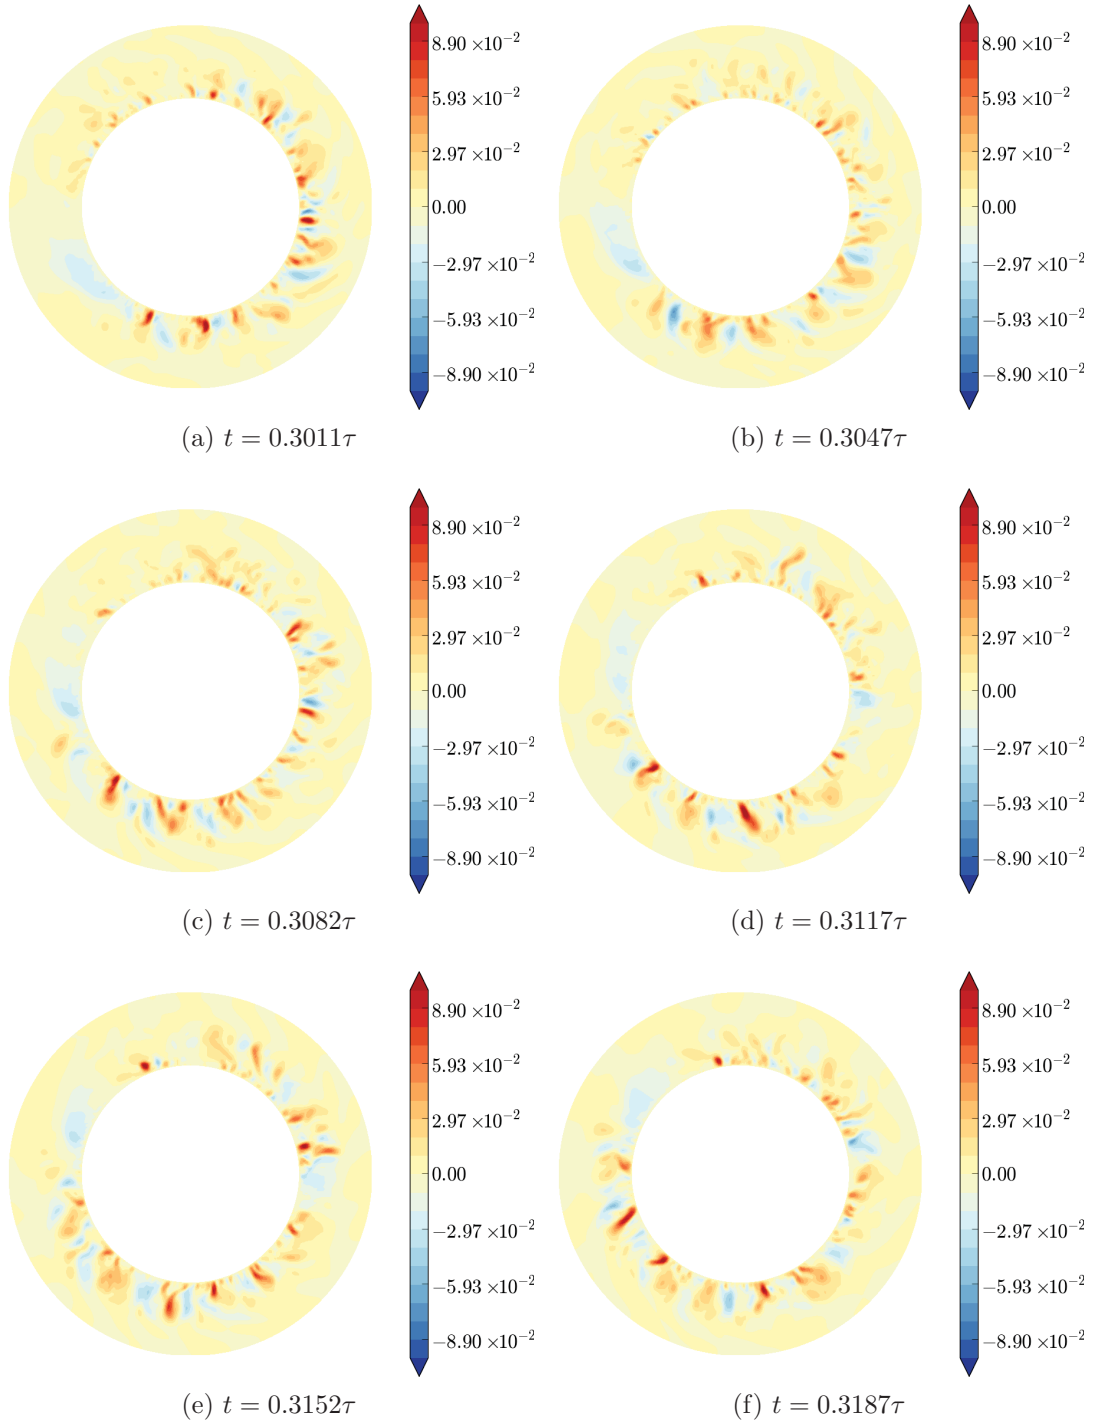 8.90 ×10⁻² 8.90 ×10⁻²
5.93 ×10⁻² 5.93 ×10⁻²
2.97 ×10⁻² 2.97 ×10⁻²
0.00 0.00
−2.97 ×10⁻² −2.97 ×10⁻²
−5.93 ×10⁻² −5.93 ×10⁻²
−8.90 ×10⁻² −8.90 ×10⁻²
(a) t = 0.3011τ (b) t = 0.3047τ
8.90 ×10⁻² 8.90 ×10⁻²
5.93 ×10⁻² 5.93 ×10⁻²
2.97 ×10⁻² 2.97 ×10⁻²
0.00 0.00
−2.97 ×10⁻² −2.97 ×10⁻²
−5.93 ×10⁻² −5.93 ×10⁻²
−8.90 ×10⁻² −8.90 ×10⁻²
(c) t = 0.3082τ (d) t = 0.3117τ
8.90 ×10⁻² 8.90 ×10⁻²
5.93 ×10⁻² 5.93 ×10⁻²
2.97 ×10⁻² 2.97 ×10⁻²
0.00 0.00
−2.97 ×10⁻² −2.97 ×10⁻²
−5.93 ×10⁻² −5.93 ×10⁻²
−8.90 ×10⁻² −8.90 ×10⁻²
(e) t = 0.3152τ (f) t = 0.3187τ